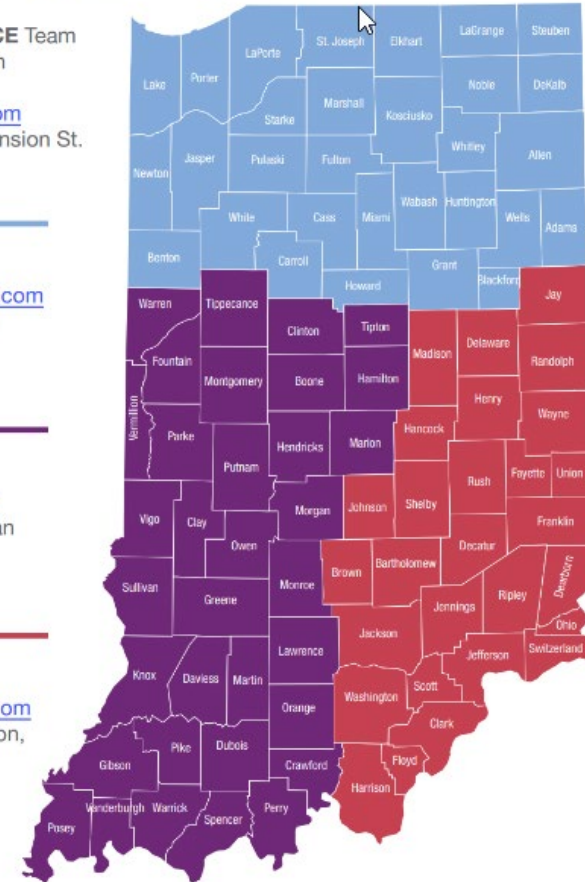 CE Team
n
om
nsion St.
com
an
om
on,
St. Joseph
Elkhart
LaGrange
Steuben
LaPorte
Porter
Lake
Noble
DeKalb
Marshall
Kosciusko
Starke
Whitley
Allen
Newton
Jasper
Pulaski
Fulton
Wabash
Huntington
White
Cass
Miami
Wells
Adams
Benton
Carroll
Grant
Blackford
Howard
Jay
Warren
Tippecanoe
Clinton
Tipton
Madison
Delaware
Randolph
Fountain
Montgomery
Boone
Hamilton
Henry
Wayne
Vermillion
Parke
Putnam
Hendricks
Marion
Hancock
Rush
Fayette
Union
Vigo
Clay
Morgan
Johnson
Shelby
Franklin
Owen
Decatur
Sullivan
Greene
Monroe
Brown
Bartholomew
Ripley
Dearborn
Jennings
Ohio
Lawrence
Jackson
Jefferson
Switzerland
Knox
Daviess
Martin
Washington
Scott
Orange
Clark
Gibson
Pike
Dubois
Crawford
Floyd
Harrison
Posey
Vanderburgh
Warrick
Spencer
Perry